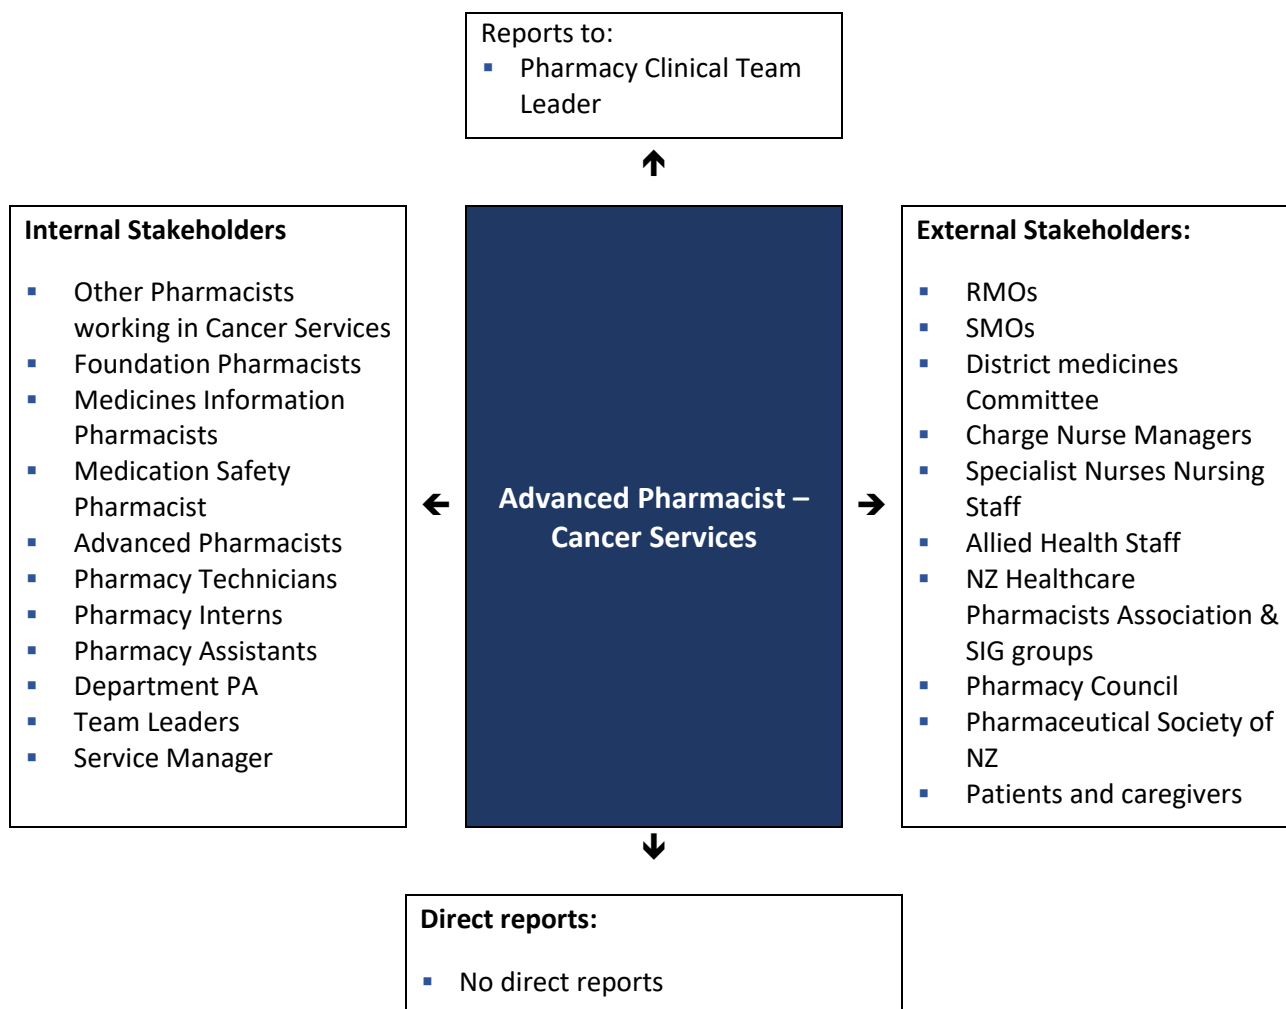 Reports to:
▪ Pharmacy Clinical Team
Leader
Internal Stakeholders
▪ Other Pharmacists
working in Cancer Services
▪ Foundation Pharmacists
▪ Medicines Information
Pharmacists
▪ Medication Safety
Pharmacist
▪ Advanced Pharmacists
▪ Pharmacy Technicians
▪ Pharmacy Interns
▪ Pharmacy Assistants
▪ Department PA
▪ Team Leaders
▪ Service Manager
Advanced Pharmacist –
Cancer Services
External Stakeholders:
▪ RMOs
▪ SMOs
▪ District medicines
Committee
▪ Charge Nurse Managers
▪ Specialist Nurses Nursing
Staff
▪ Allied Health Staff
▪ NZ Healthcare
Pharmacists Association &
SIG groups
▪ Pharmacy Council
▪ Pharmaceutical Society of
NZ
▪ Patients and caregivers
Direct reports:
▪ No direct reports